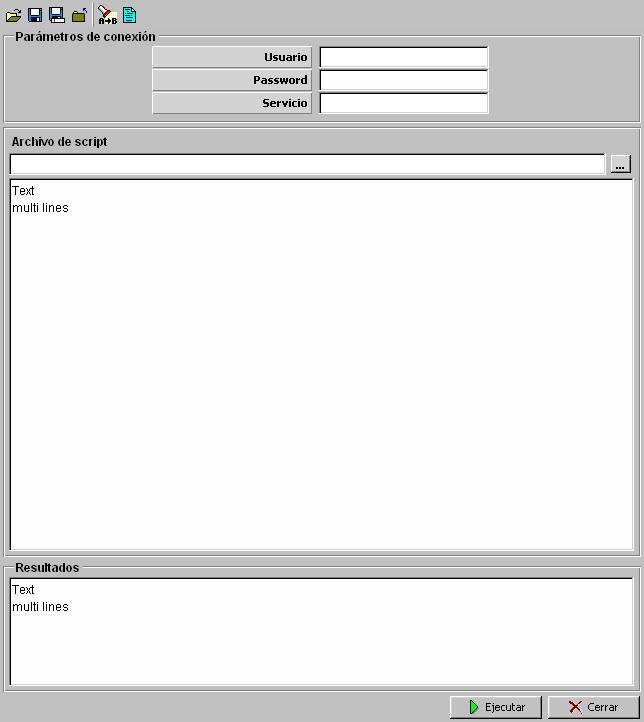 A→B
Parámetros de conexión
Usuario
Password
Servicio
Archivo de script
...
Text
multi lines
Resultados
Text
multi lines
Ejecutar
Cerrar